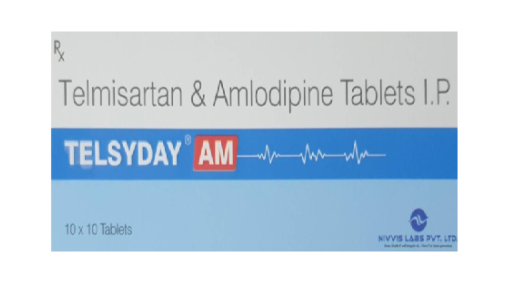 Rx
Telmisartan & Amlodipine Tablets I.P.
TELSYDAY® AM
10 x 10 Tablets
NIVVIS LABS PVT. LTD.